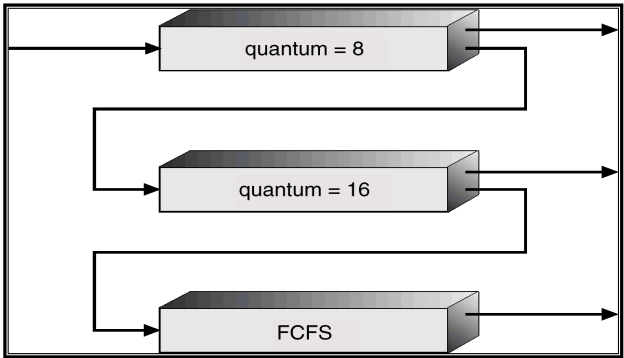 quantum = 8
quantum = 16
FCFS